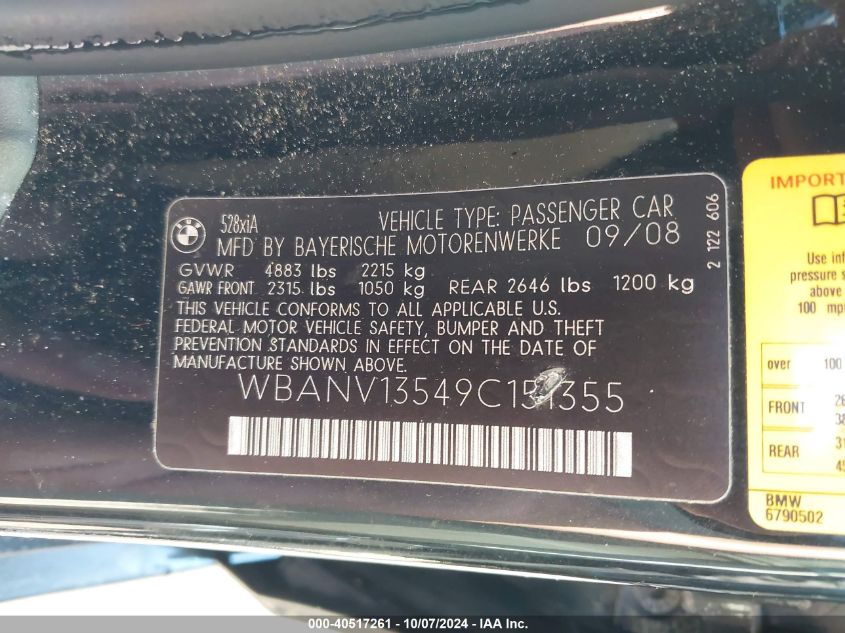 528xiA
VEHICLE TYPE: PASSENGER CAR
MFD BY BAYERISCHE MOTORENWERKE 09/08
GVWR 4883 lbs 2215 kg
GAWR FRONT 2315 lbs 1050 kg REAR 2646 lbs 1200 kg
THIS VEHICLE CONFORMS TO ALL APPLICABLE U.S.
FEDERAL MOTOR VEHICLE SAFETY, BUMPER AND THEFT
PREVENTION STANDARDS IN EFFECT ON THE DATE OF
MANUFACTURE SHOWN ABOVE.
WBANV13549C151355
2 122 606
IMPORT
Use
pressure
above
100 mp
over 100
FRONT
REAR
BMW
6790502
000-40517261 - 10/07/2024 - IAA Inc.